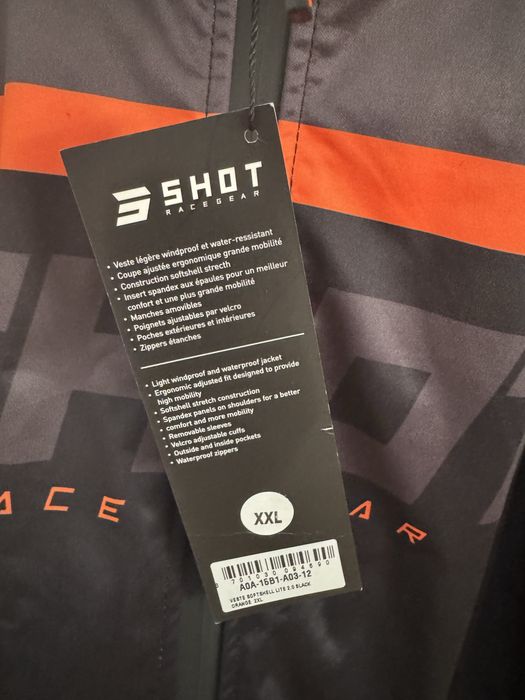 SHOT
RACEGEAR
• Veste légère windproof et water-ressistant
• Coupe ajustée ergonomique grande mobilité
• Construction softshell strecth
• Insert spandex aux épaules pour un meilleur
confort et une plus grande mobilité
• Manches amovibles
• Poignets ajustables par velcro
• Poches extérieures et intérieures
• Zippers étanches
• Light windproof and waterproof jacket
• Ergonomic adjusted fit designed to provide
high mobility
• Softshell stretch construction
• Spandex panels on shoulders for a better
comfort and more mobility
• Removable sleeves
• Velcro adjustable cuffs
• Outside and inside pockets
• Waterproof zippers
XXL
701030 094690
A0A-15B1-A03-12
VESTE SOFTSHELL LITE 2.0 BLACK
ORANGE 2XL
ACE
AR